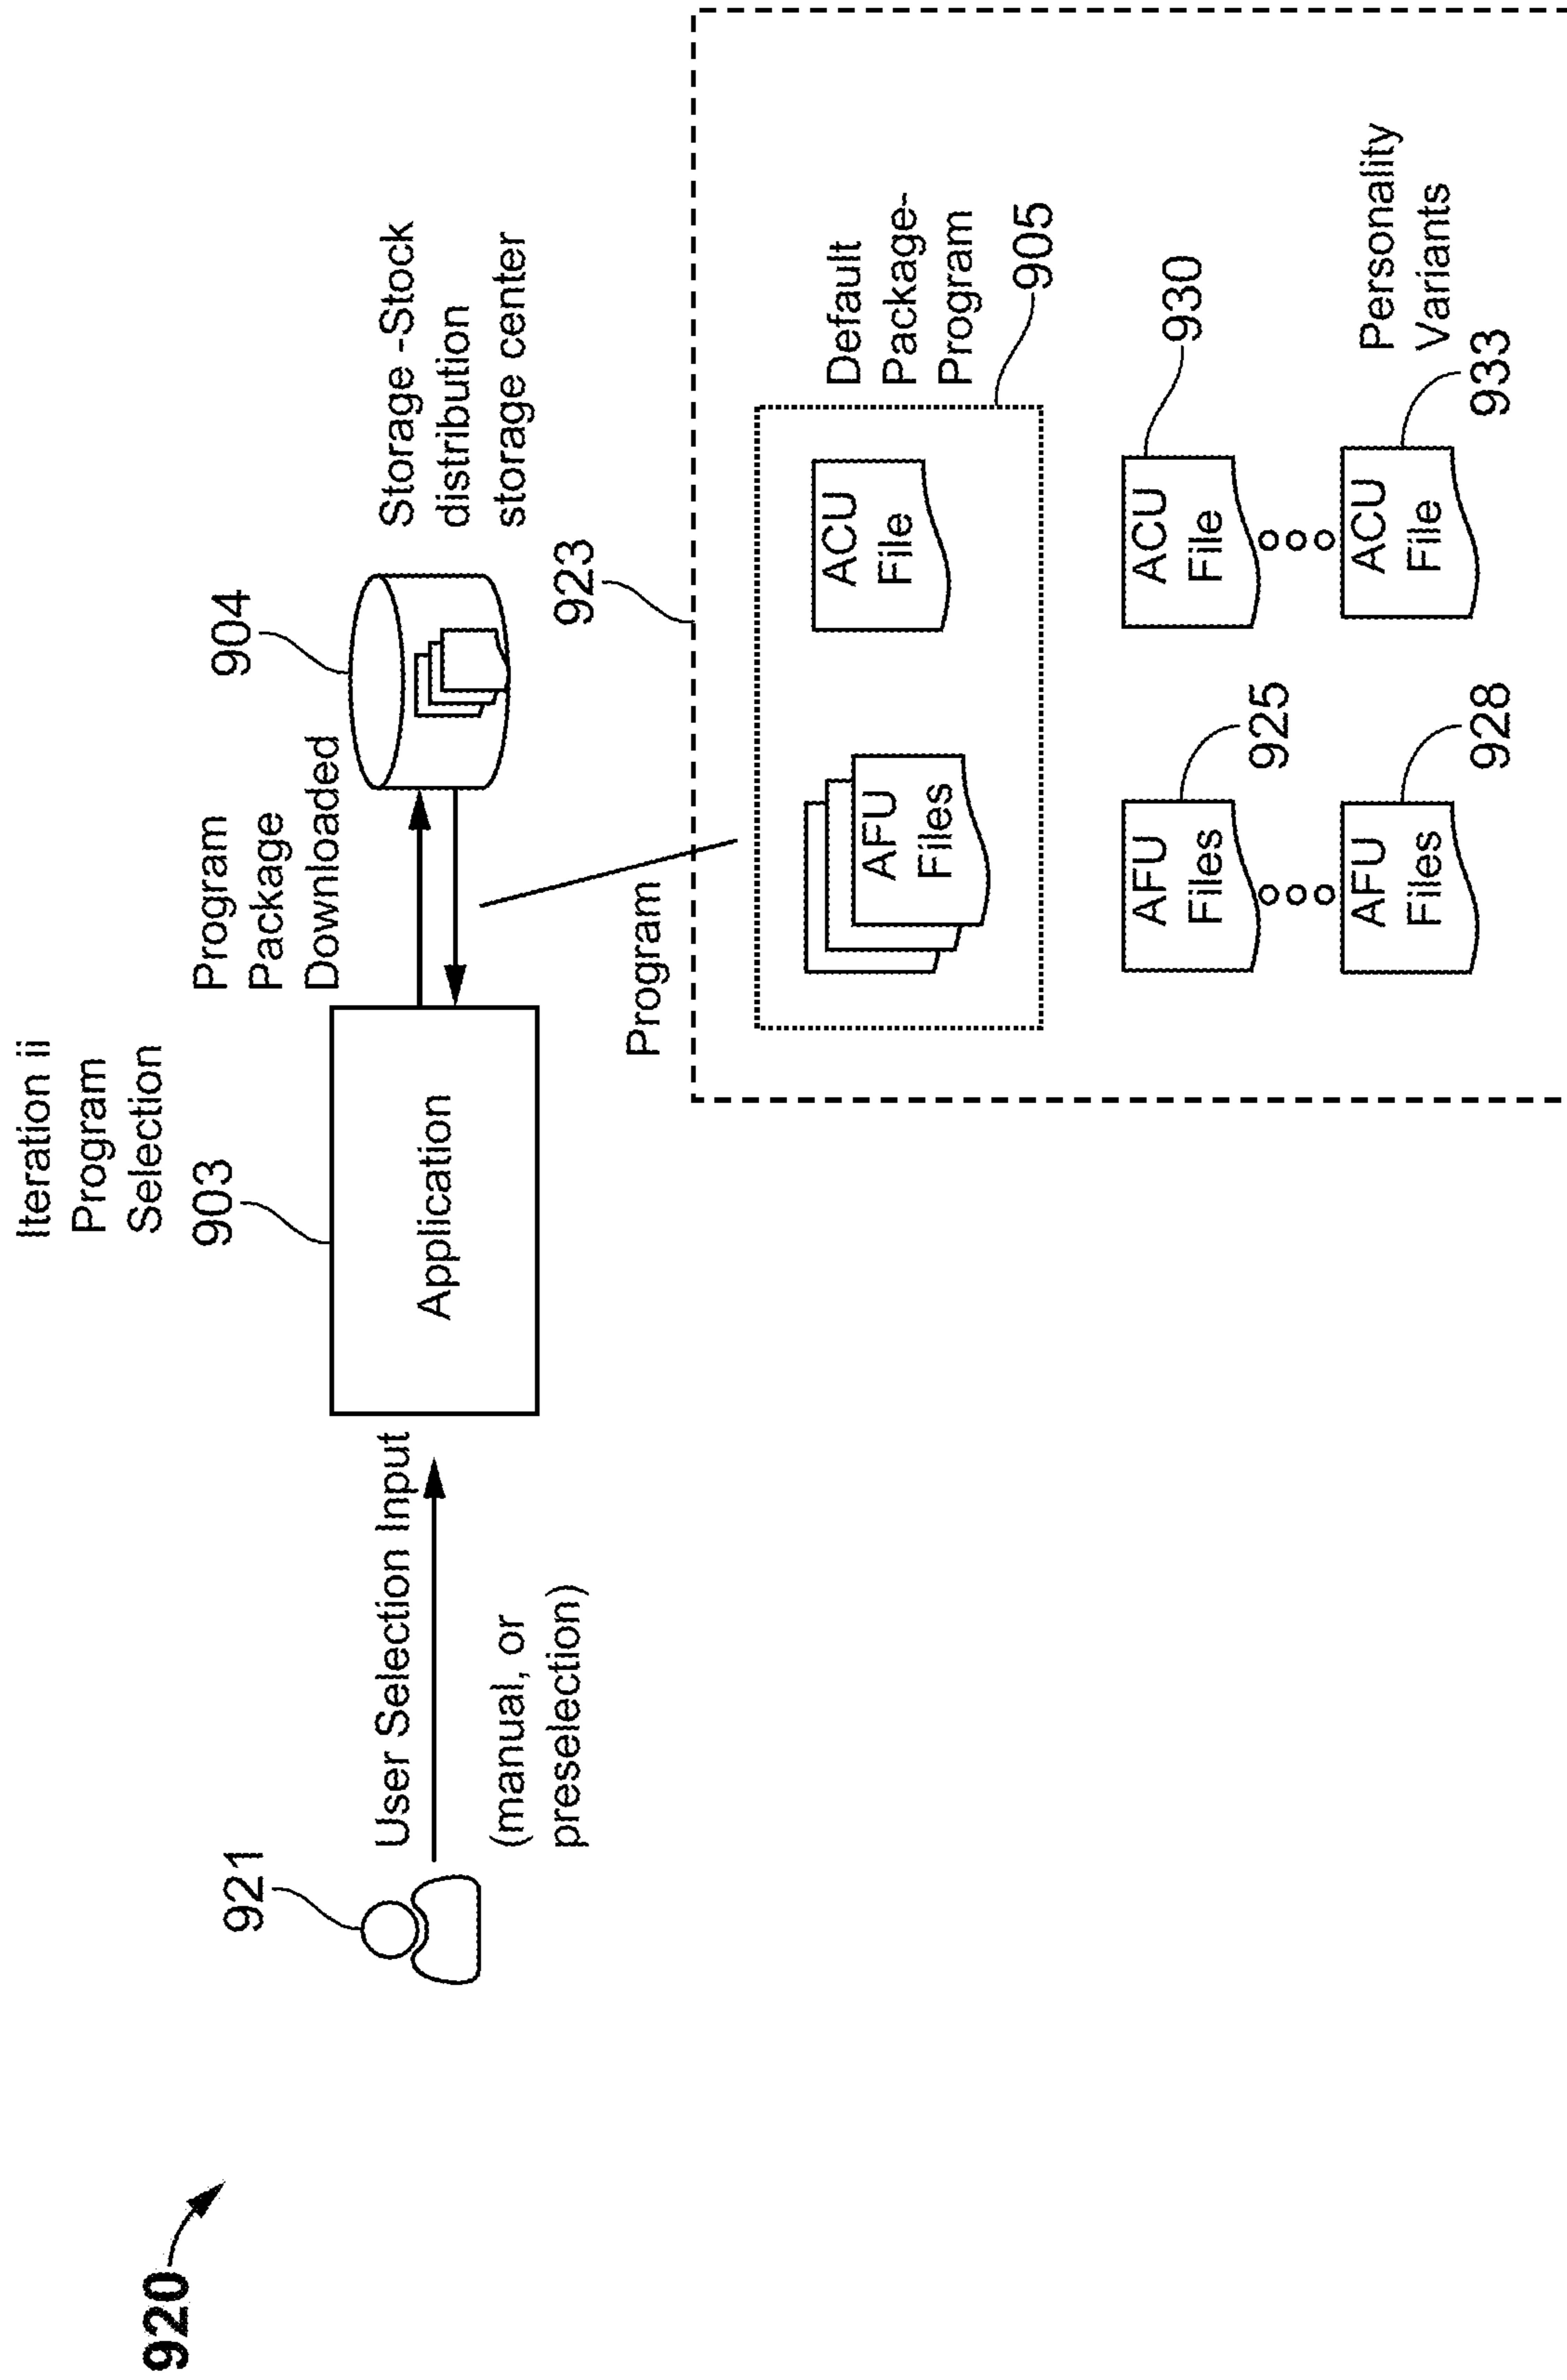 920
Iteration ii
Program
Selection
903
921
User Selection Input
(manual, or
preselection)
Application
Program
Package
Downloaded
904
Storage -Stock
distribution
storage center
923
Program
Default
Package-
Program
905
AFU
Files
ACU
File
AFU
Files
925
ACU
File
930
AFU
Files
928
ACU
File
933
Personality
Variants